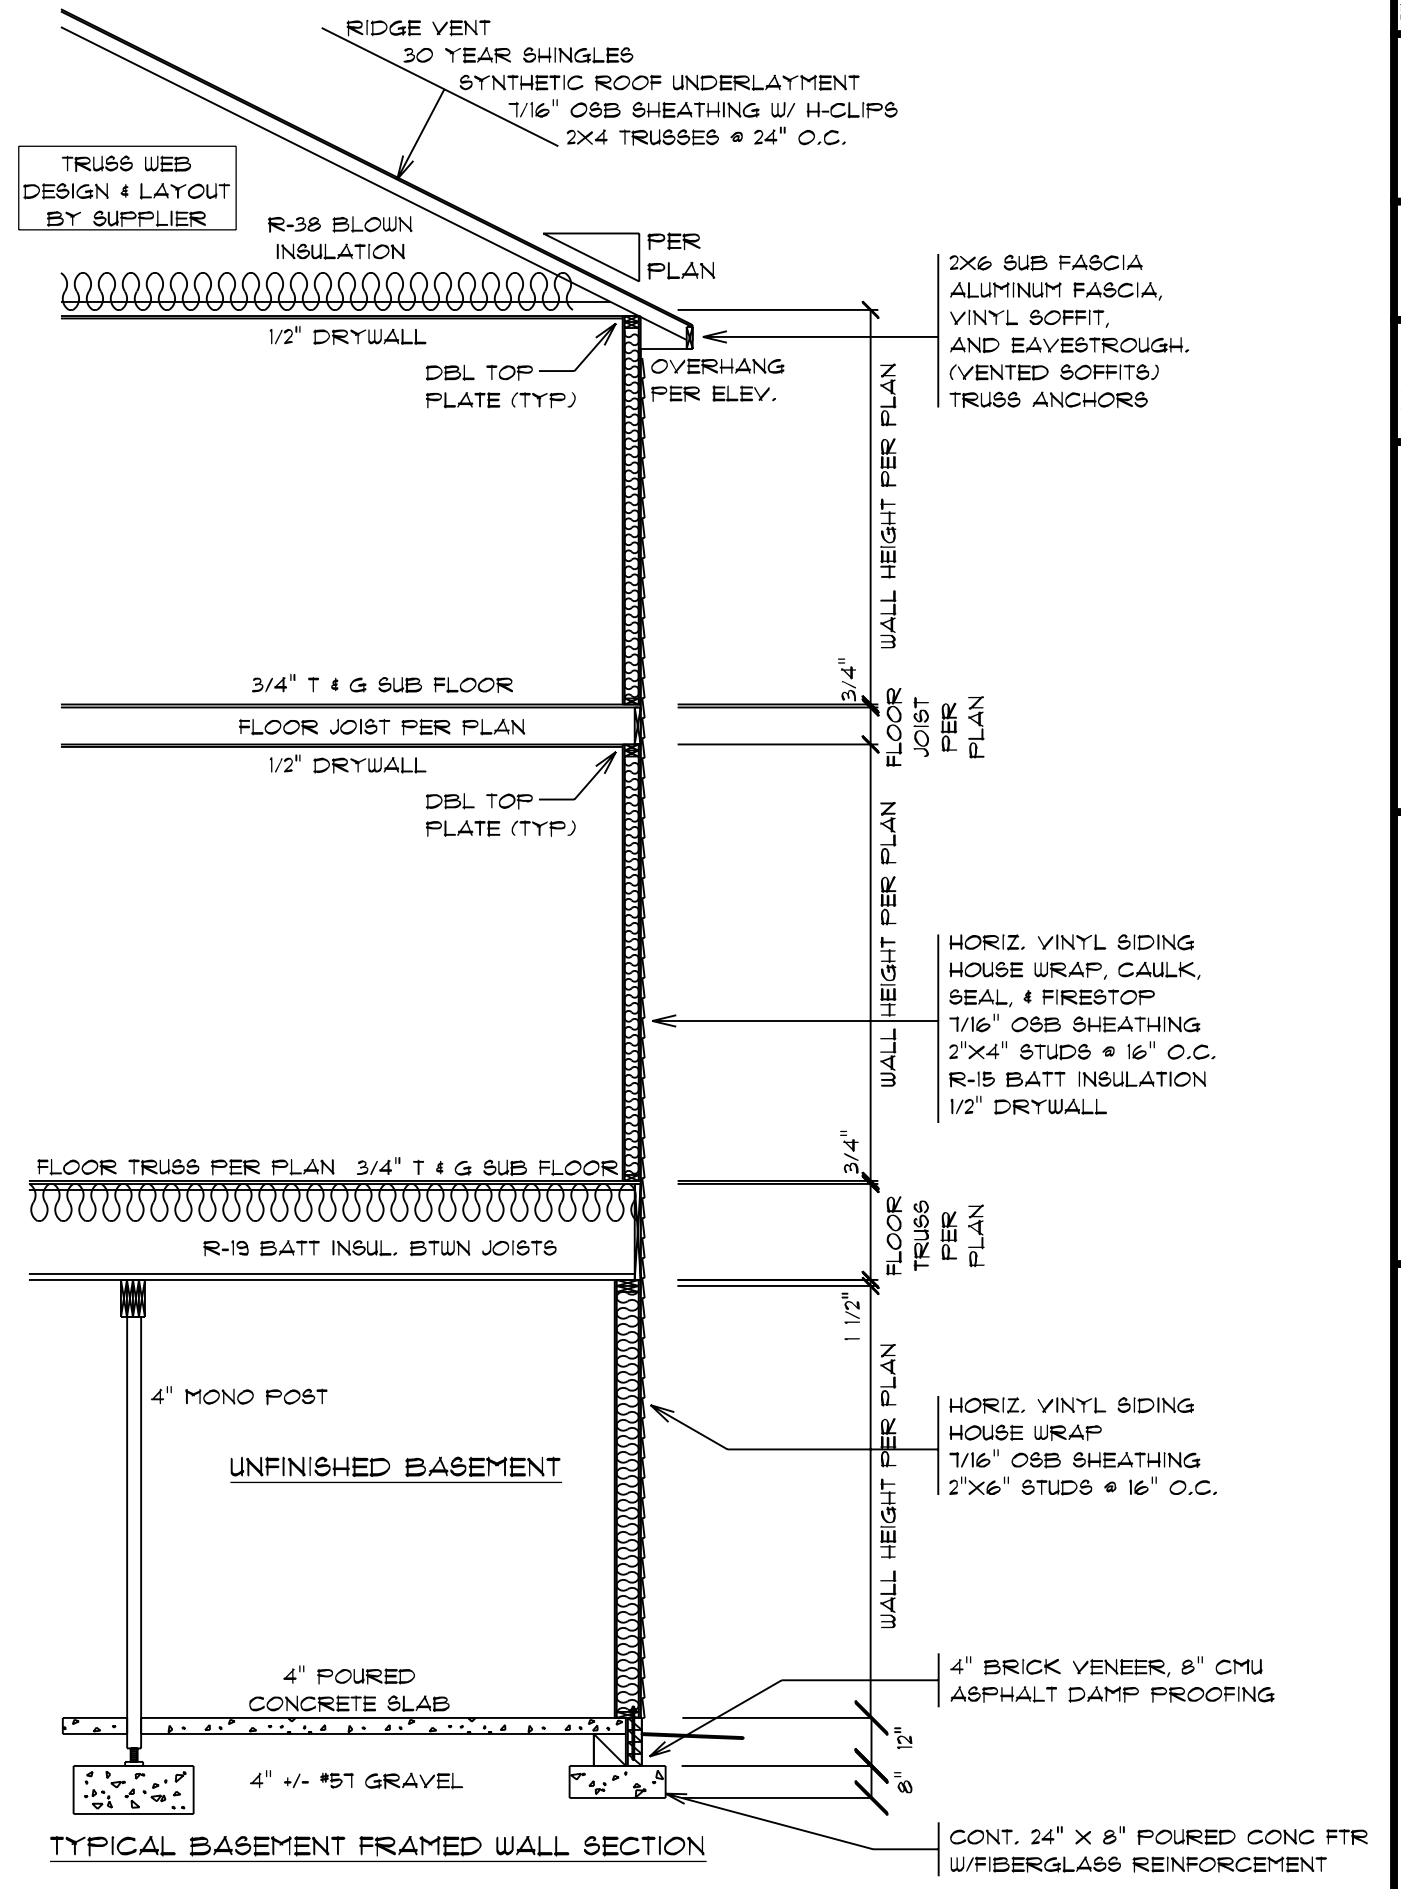 RIDGE VENT
30 YEAR SHINGLES
SYNTHETIC ROOF UNDERLAYMENT
7/16" OSB SHEATHING W/ H-CLIPS
2X4 TRUSSES @ 24" O.C.
TRUSS WEB
DESIGN & LAYOUT
BY SUPPLIER
R-38 BLOWN
INSULATION
PER
PLAN
2X6 SUB FASCIA
ALUMINUM FASCIA,
VINYL SOFFIT,
AND EAVESTROUGH.
(VENTED SOFFITS)
TRUSS ANCHORS
1/2" DRYWALL
DBL TOP
PLATE (TYP)
OVERHANG
PER ELEV.
WALL HEIGHT PER PLAN
3/4" T & G SUB FLOOR
3/4"
FLOOR JOIST PER PLAN
FLOOR
JOIST
PER
PLAN
1/2" DRYWALL
DBL TOP
PLATE (TYP)
WALL HEIGHT PER PLAN
HORIZ. VINYL SIDING
HOUSE WRAP, CAULK,
SEAL, & FIRESTOP
7/16" OSB SHEATHING
2"X4" STUDS @ 16" O.C.
R-15 BATT INSULATION
1/2" DRYWALL
FLOOR TRUSS PER PLAN 3/4" T & G SUB FLOOR
3/4"
R-19 BATT INSUL. BTWN JOISTS
FLOOR
TRUSS
PER
PLAN
1 1/2"
4" MONO POST
UNFINISHED BASEMENT
WALL HEIGHT PER PLAN
HORIZ. VINYL SIDING
HOUSE WRAP
7/16" OSB SHEATHING
2"X6" STUDS @ 16" O.C.
4" POURED
CONCRETE SLAB
4" BRICK VENEER, 8" CMU
ASPHALT DAMP PROOFING
12"
8"
4" +/- #57 GRAVEL
CONT. 24" X 8" POURED CONC FTR
W/FIBERGLASS REINFORCEMENT
TYPICAL BASEMENT FRAMED WALL SECTION